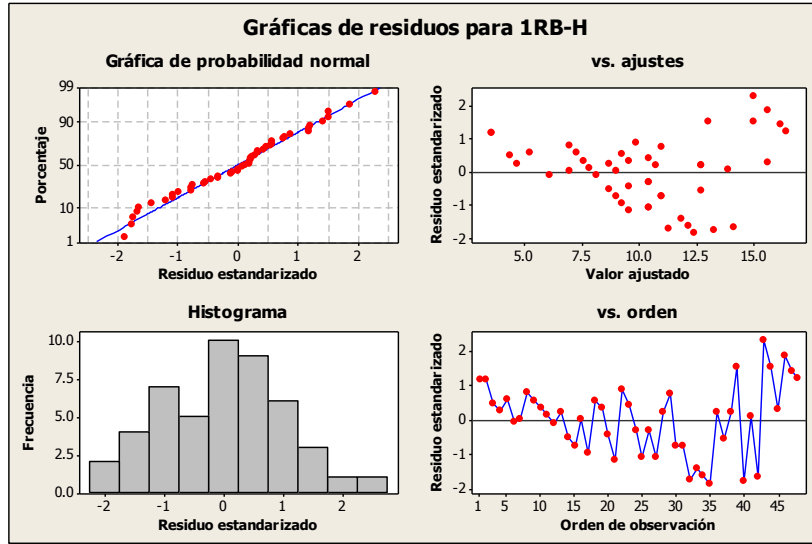 Gráficas de residuos para 1RB-H
Gráfica de probabilidad normal
99
90
50
10
1
Porcentaje
-2 -1 0 1 2
Residuo estandarizado
vs. ajustes
2
1
0
-1
-2
Residuo estandarizado
5.0 7.5 10.0 12.5 15.0
Valor ajustado
Histograma
10.0
7.5
5.0
2.5
0.0
Frecuencia
-2 -1 0 1 2
Residuo estandarizado
vs. orden
2
1
0
-1
-2
Residuo estandarizado
1 5 10 15 20 25 30 35 40 45
Orden de observación